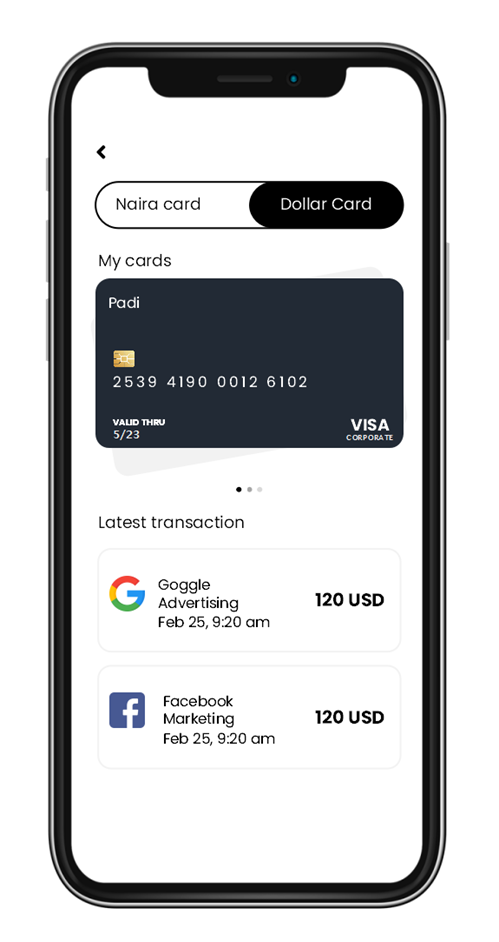 Naira card
Dollar Card
My cards
Padi
2539 4190 0012 6102
VALID THRU
5/23
VISA
CORPORATE
Latest transaction
Goggle
Advertising
Feb 25, 9:20 am
120 USD
Facebook
Marketing
Feb 25, 9:20 am
120 USD